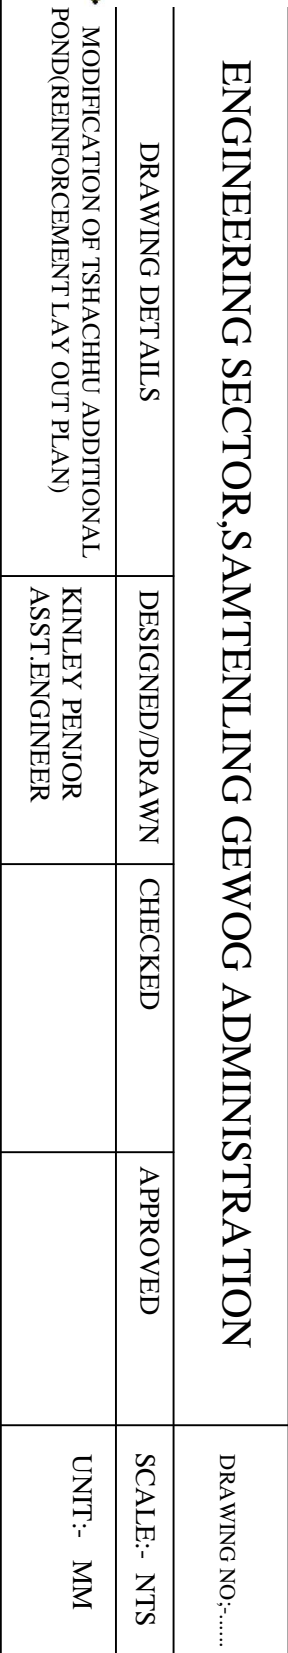 ENGINEERING SECTOR,SAMTENLING GEWOG ADMINISTRATION
DRAWING NO;-......
DRAWING DETAILS
DESIGNED/DRAWN
CHECKED
APPROVED
SCALE:- NTS
MODIFICATION OF TSHACHHU ADDITIONAL
POND(REINFORCEMENT LAY OUT PLAN)
KINLEY PENJOR
ASST.ENGINEER
UNIT:- MM